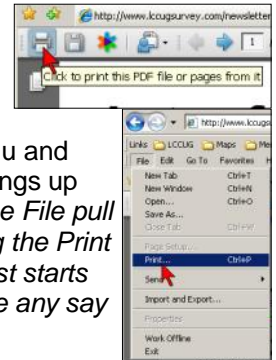 http://www.lccugsurvey.com/newsletter
1
Click to print this PDF file or pages from it
http://www.lccugs
Links LCCUG Maps Me
File Edit Go To Favorites H
New Tab Ctrl+T
New Window Ctrl+N
Open... Ctrl+O
Save As...
Close Tab Ctrl+W
Page Setup...
Print... Ctrl+P
Send
Import and Export...
Properties
Work Offline
Exit
u and
ngs up
e File pull
g the Print
st starts
e any say